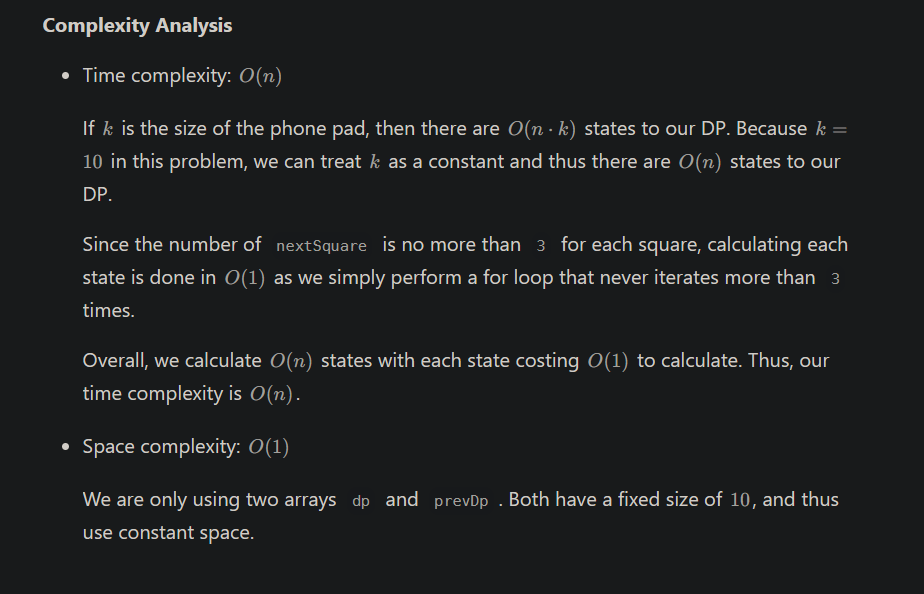 Complexity Analysis
• Time complexity: O(n)
If k is the size of the phone pad, then there are O(n · k) states to our DP. Because k =
10 in this problem, we can treat k as a constant and thus there are O(n) states to our
DP.
Since the number of nextSquare is no more than 3 for each square, calculating each
state is done in O(1) as we simply perform a for loop that never iterates more than 3
times.
Overall, we calculate O(n) states with each state costing O(1) to calculate. Thus, our
time complexity is O(n).
• Space complexity: O(1)
We are only using two arrays dp and prevDp . Both have a fixed size of 10, and thus
use constant space.